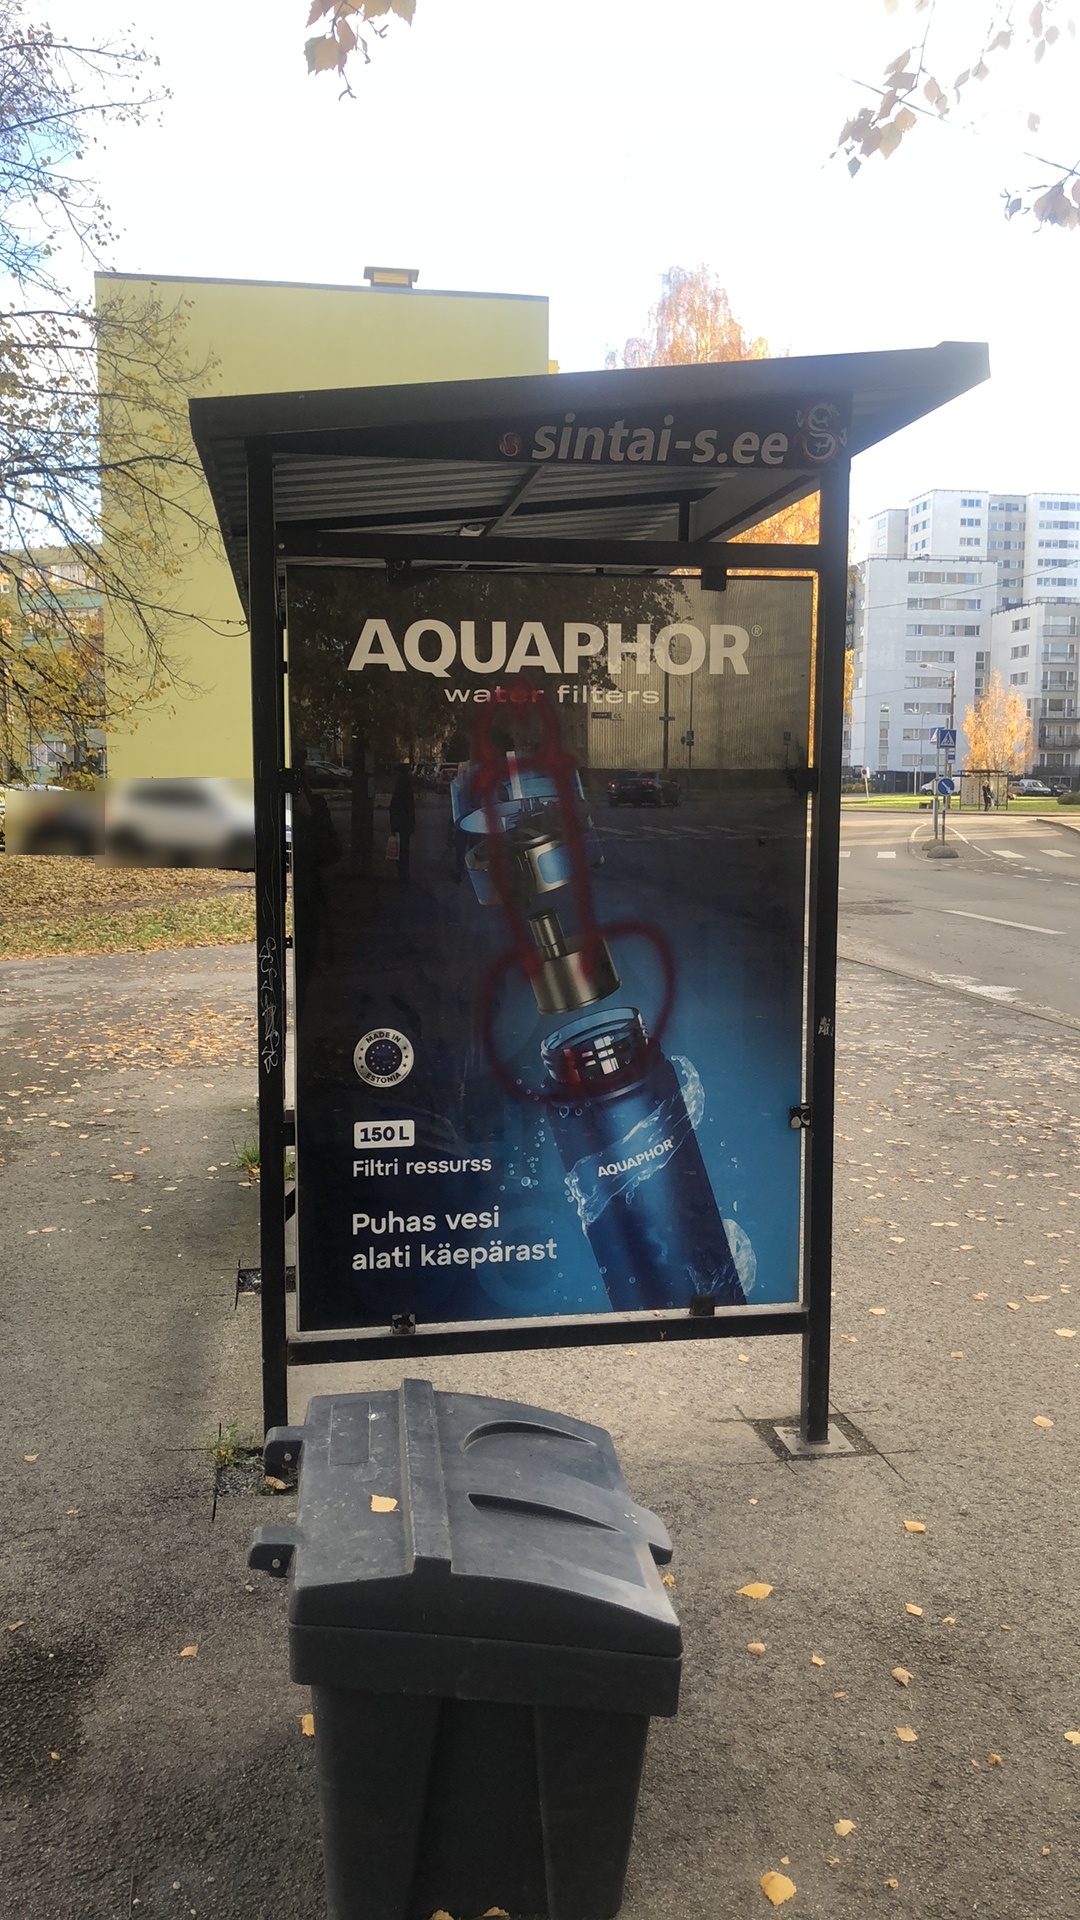 sintai-s.ee
AQUAPHOR®
water filters
MADE IN
ESTONIA
150 L
Filtri ressurss
Puhas vesi
alati käepärast
AQUAPHOR